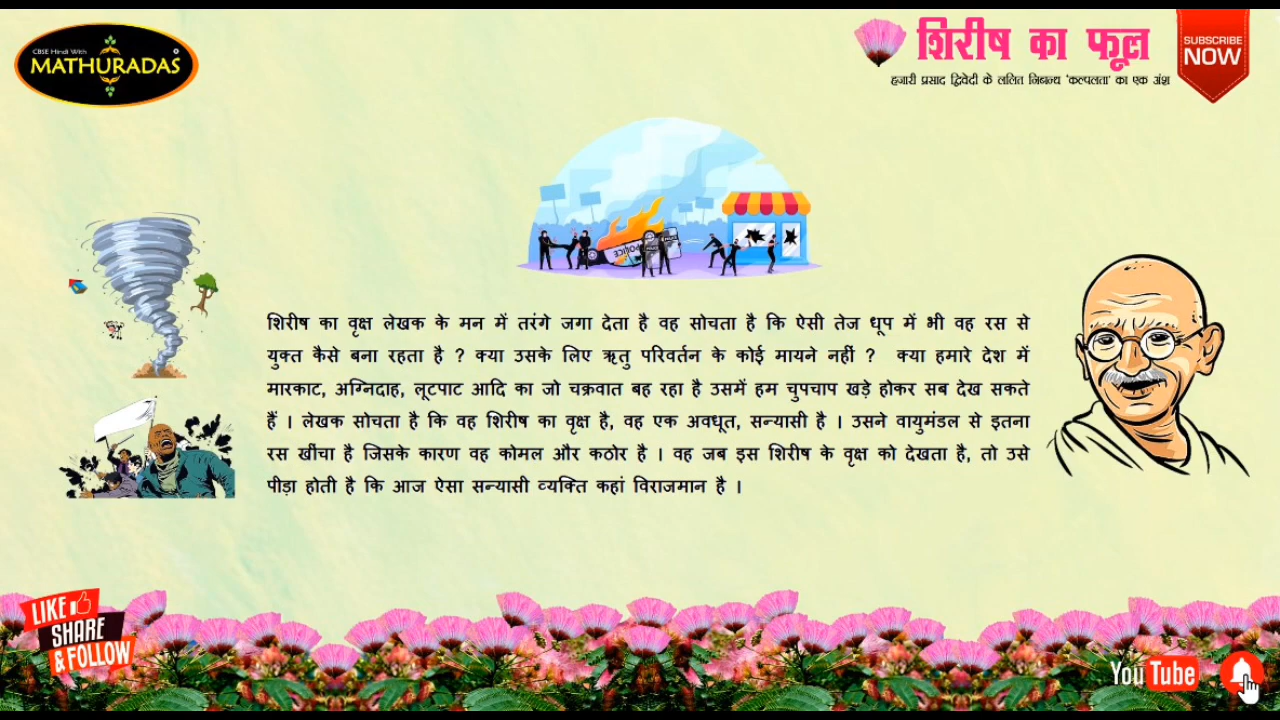 CBSE Hindi With
MATHURADAS
शिरीष का फूल
हजारी प्रसाद द्विवेदी के ललित निबन्ध 'कल्पलता' का एक अंश
SUBSCRIBE
NOW
POLICE
शिरीष का वृक्ष लेखक के मन में तरंगे जगा देता है वह सोचता है कि ऐसी तेज धूप में भी वह रस से
युक्त कैसे बना रहता है ? क्या उसके लिए ऋतु परिवर्तन के कोई मायने नहीं ? क्या हमारे देश में
मारकाट, अग्निदाह, लूटपाट आदि का जो चक्रवात बह रहा है उसमें हम चुपचाप खड़े होकर सब देख सकते
हैं । लेखक सोचता है कि वह शिरीष का वृक्ष है, वह एक अवधूत, सन्यासी है । उसने वायुमंडल से इतना
रस खींचा है जिसके कारण वह कोमल और कठोर है । वह जब इस शिरीष के वृक्ष को देखता है, तो उसे
पीड़ा होती है कि आज ऐसा सन्यासी व्यक्ति कहां विराजमान है ।
LIKE
SHARE
& FOLLOW
YouTube